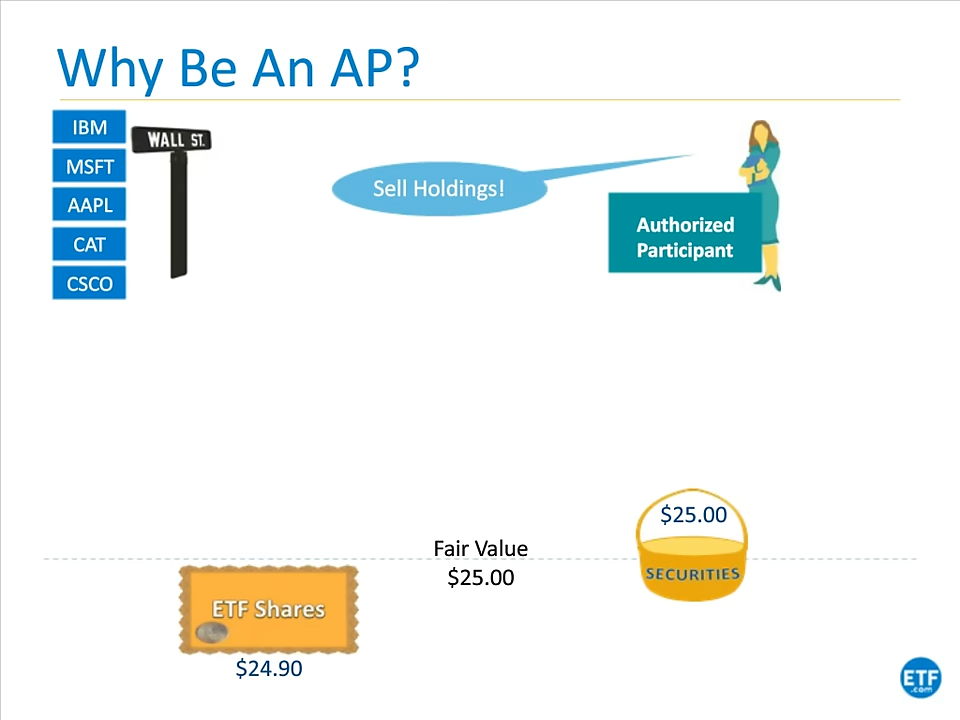 Why Be An AP?
IBM
MSFT
AAPL
CAT
CSCO
WALL ST.
Sell Holdings!
Authorized
Participant
$25.00
SECURITIES
Fair Value
$25.00
ETF Shares
$24.90
ETF
.com